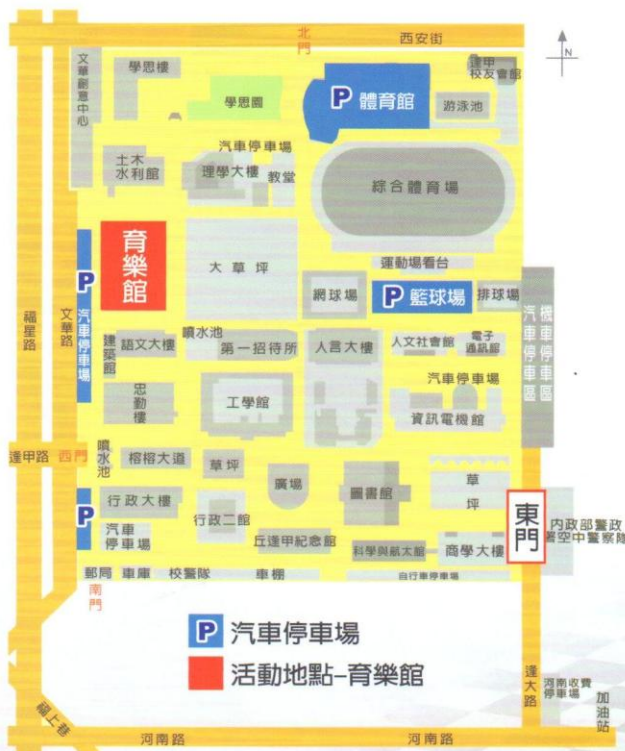 北門
西安街
N
文華創意中心
學思樓
學思園
P 體育館
逢甲
校友會館
游泳池
汽車停車場
土木
水利館
理學大樓
教堂
綜合體育場
育樂館
大草坪
運動場看台
P
汽車停車場
文華路
福星路
網球場
P 籃球場
排球場
汽車停車區
機車停車區
建築館
語文大樓
噴水池
第一招待所
人言大樓
人文社會館
電子
通訊館
忠勤樓
工學館
汽車停車場
資訊電機館
逢甲路
西門
噴水池
榕榕大道
草坪
廣場
圖書館
草坪
P
行政大樓
行政二館
東門
內政部警政
署空中警察隊
汽車
停車場
丘逢甲紀念館
科學與航太館
商學大樓
郵局
車庫
校警隊
車棚
自行車停車場
南門
P 汽車停車場
活動地點-育樂館
逢大路
河南收費
停車場
加油站
福上巷
河南路
河南路